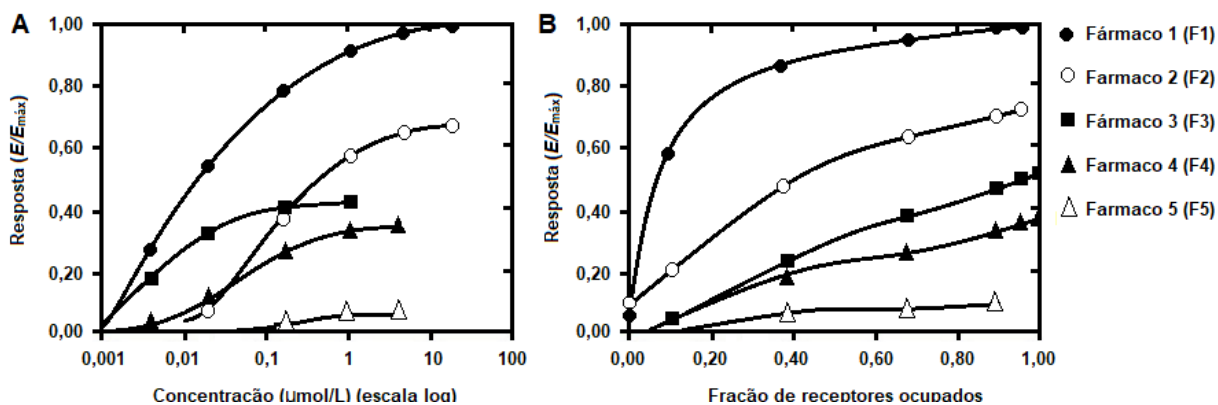 A
Resposta (E/Emáx)
1,00
0,80
0,60
0,40
0,20
0,00
0,001
0,01
0,1
1
10
100
Concentração (µmol/L) (escala log)
B
Resposta (E/Emáx)
1,00
0,80
0,60
0,40
0,20
0,00
0,00
0,20
0,40
0,60
0,80
1,00
Fração de receptores ocupados
Fármaco 1 (F1)
Farmaco 2 (F2)
Fármaco 3 (F3)
Farmaco 4 (F4)
Farmaco 5 (F5)